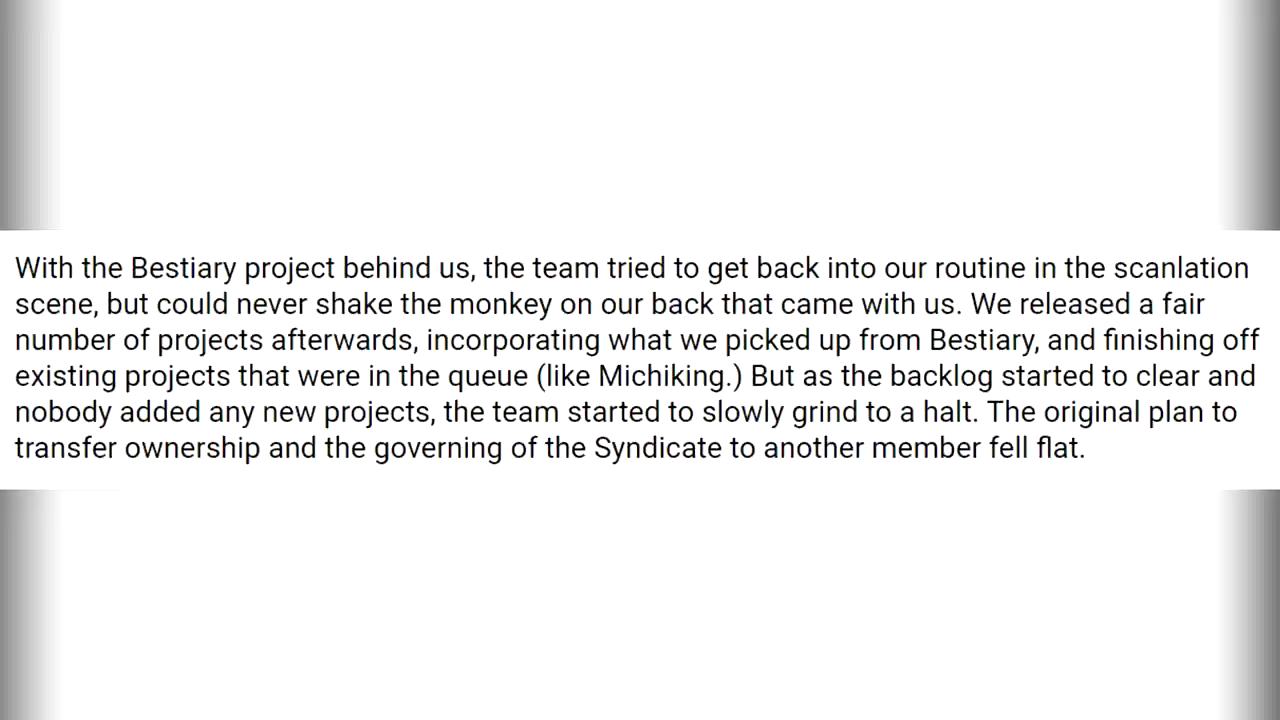 With the Bestiary project behind us, the team tried to get back into our routine in the scanlation
scene, but could never shake the monkey on our back that came with us. We released a fair
number of projects afterwards, incorporating what we picked up from Bestiary, and finishing off
existing projects that were in the queue (like Michiking.) But as the backlog started to clear and
nobody added any new projects, the team started to slowly grind to a halt. The original plan to
transfer ownership and the governing of the Syndicate to another member fell flat.